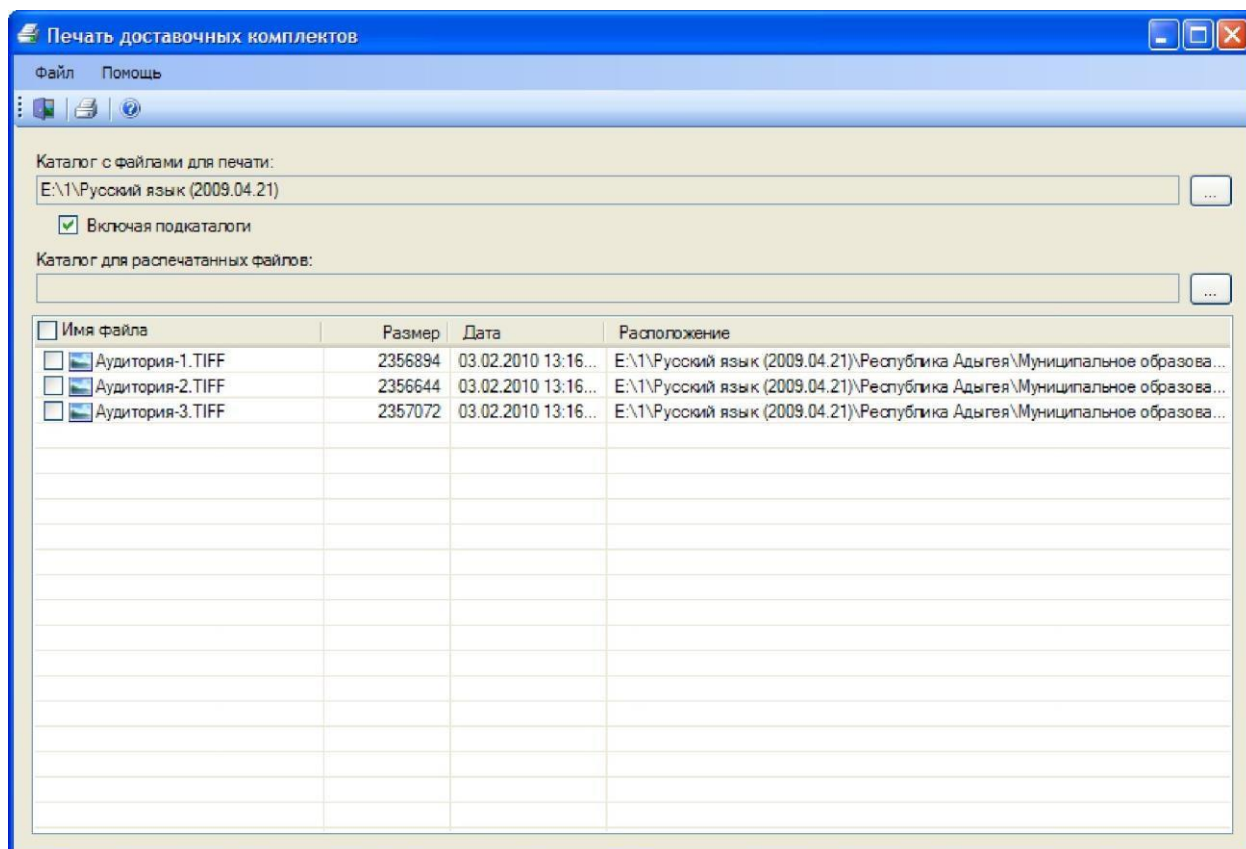 Печать доставочных комплектов
Файл Помощь
Каталог с файлами для печати:
E:\1\Русский язык (2009.04.21)
...
Включая подкаталоги
Каталог для распечатанных файлов:
...
Имя файла Размер Дата Расположение
Аудитория-1.TIFF 2356894 03.02.2010 13:16... E:\1\Русский язык (2009.04.21)\Республика Адыгея\Муниципальное образова...
Аудитория-2.TIFF 2356644 03.02.2010 13:16... E:\1\Русский язык (2009.04.21)\Республика Адыгея\Муниципальное образова...
Аудитория-3.TIFF 2357072 03.02.2010 13:16... E:\1\Русский язык (2009.04.21)\Республика Адыгея\Муниципальное образова...